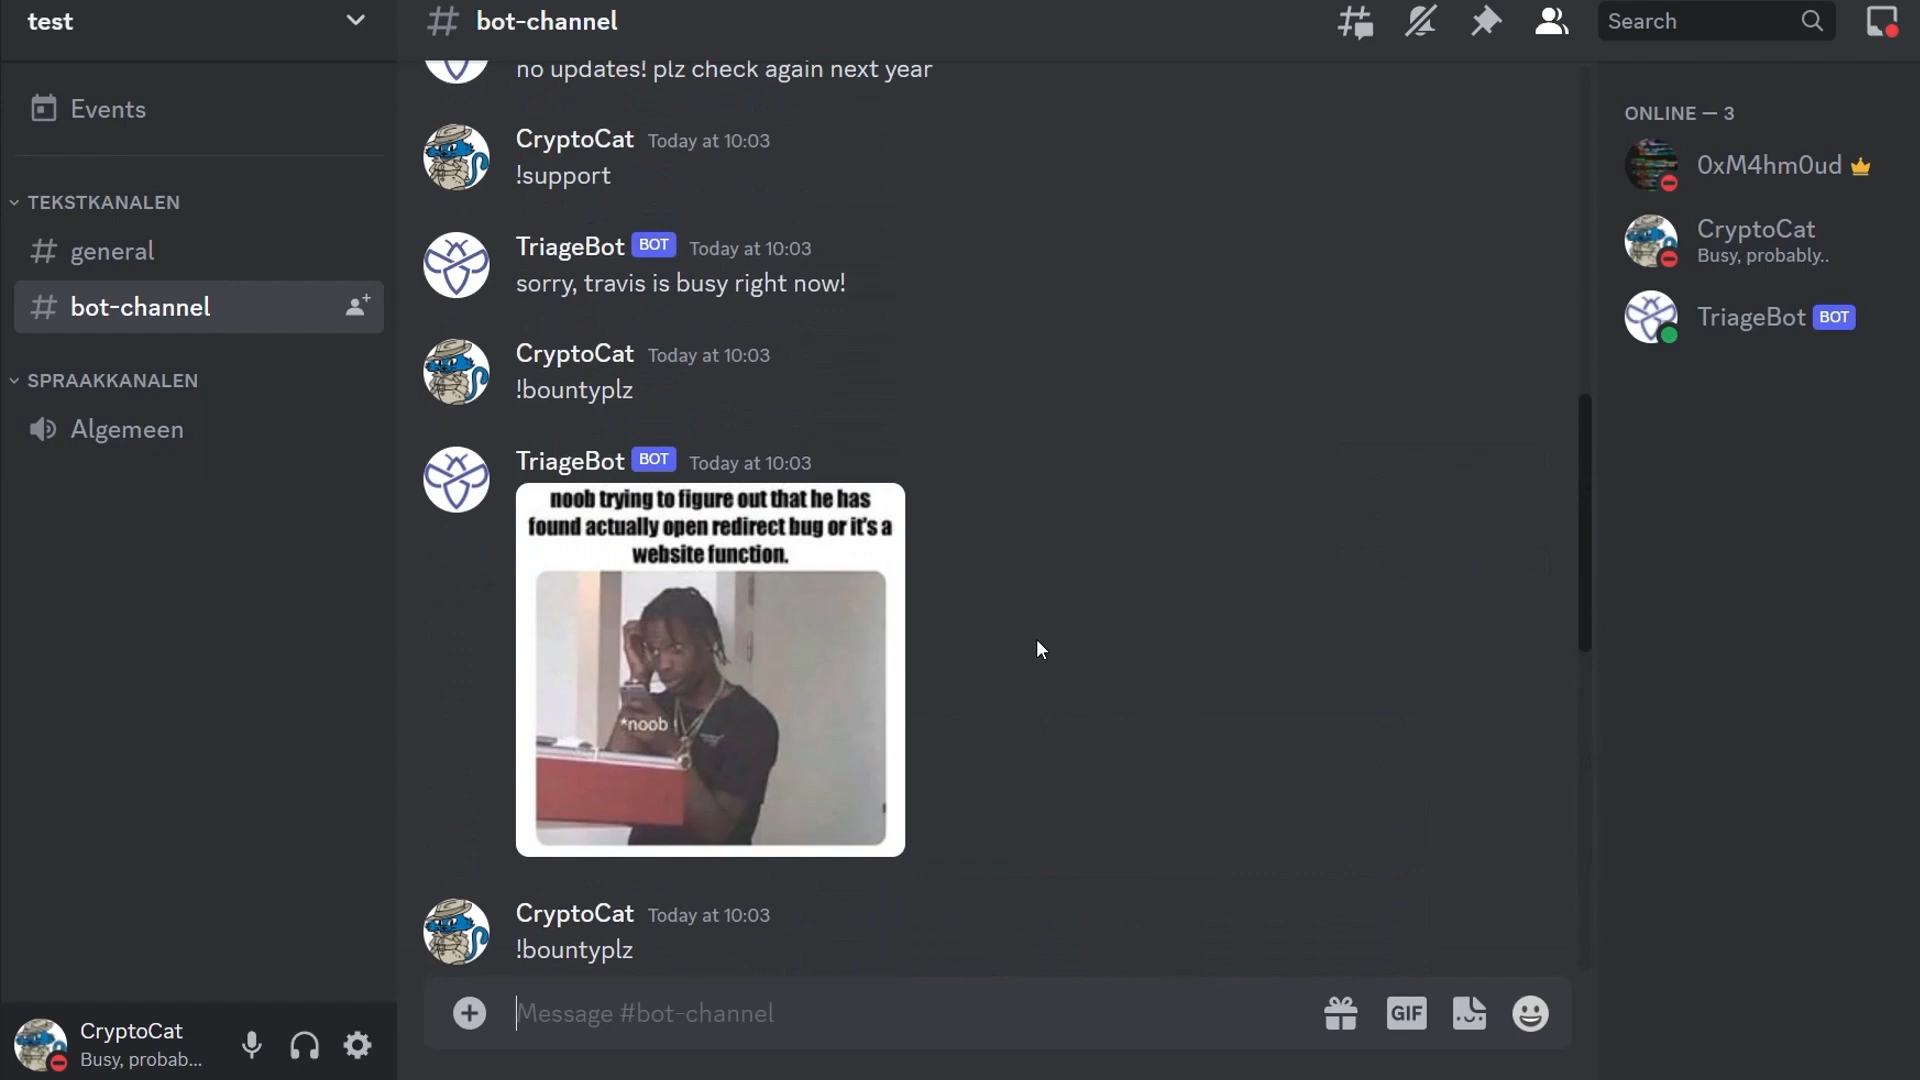 test
# bot-channel
Search
Events
TEKSTKANALEN
# general
# bot-channel
SPRAAKKANALEN
Algemeen
no updates! plz check again next year
CryptoCat Today at 10:03
!support
TriageBot BOT Today at 10:03
sorry, travis is busy right now!
CryptoCat Today at 10:03
!bountyplz
TriageBot BOT Today at 10:03
noob trying to figure out that he has
found actually open redirect bug or it's a
website function.
*noob
CryptoCat Today at 10:03
!bountyplz
Message #bot-channel
GIF
ONLINE — 3
0xM4hm0ud
CryptoCat
Busy, probably..
TriageBot BOT
CryptoCat
Busy, probab...